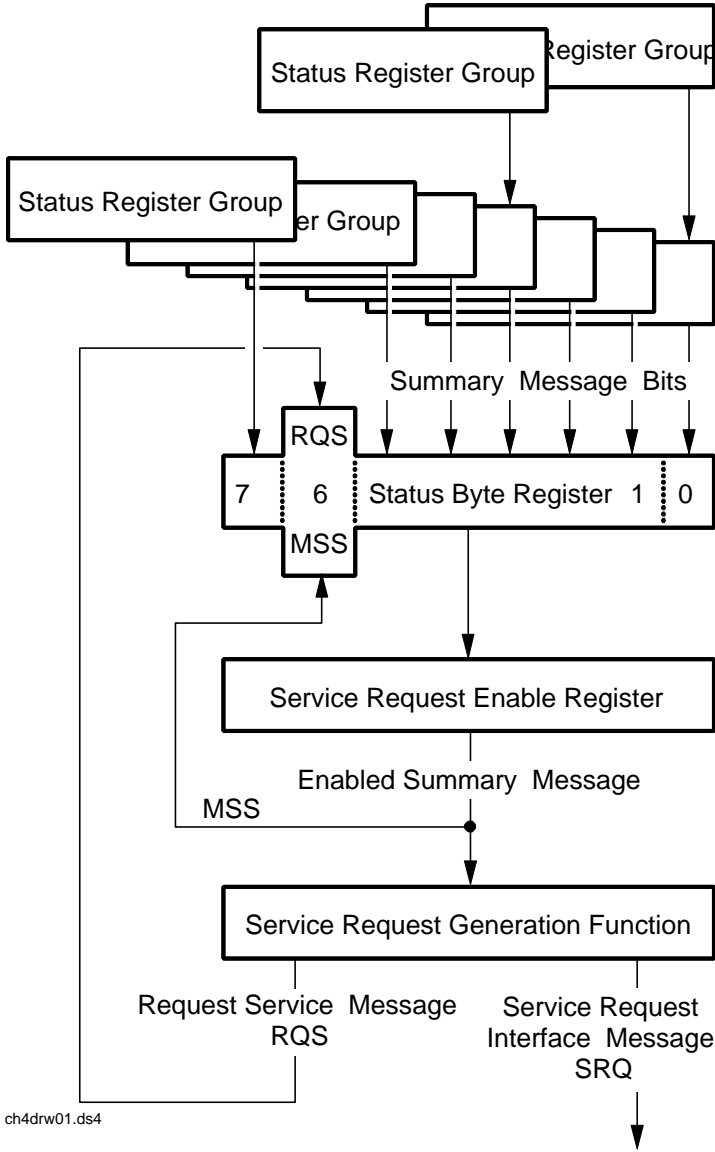 Register Group
Status Register Group
Status Register Group
er Group
Summary Message Bits
RQS
7 6 Status Byte Register 1 0
MSS
Service Request Enable Register
Enabled Summary Message
MSS
Service Request Generation Function
Request Service Message
RQS
Service Request
Interface Message
SRQ
ch4drw01.ds4